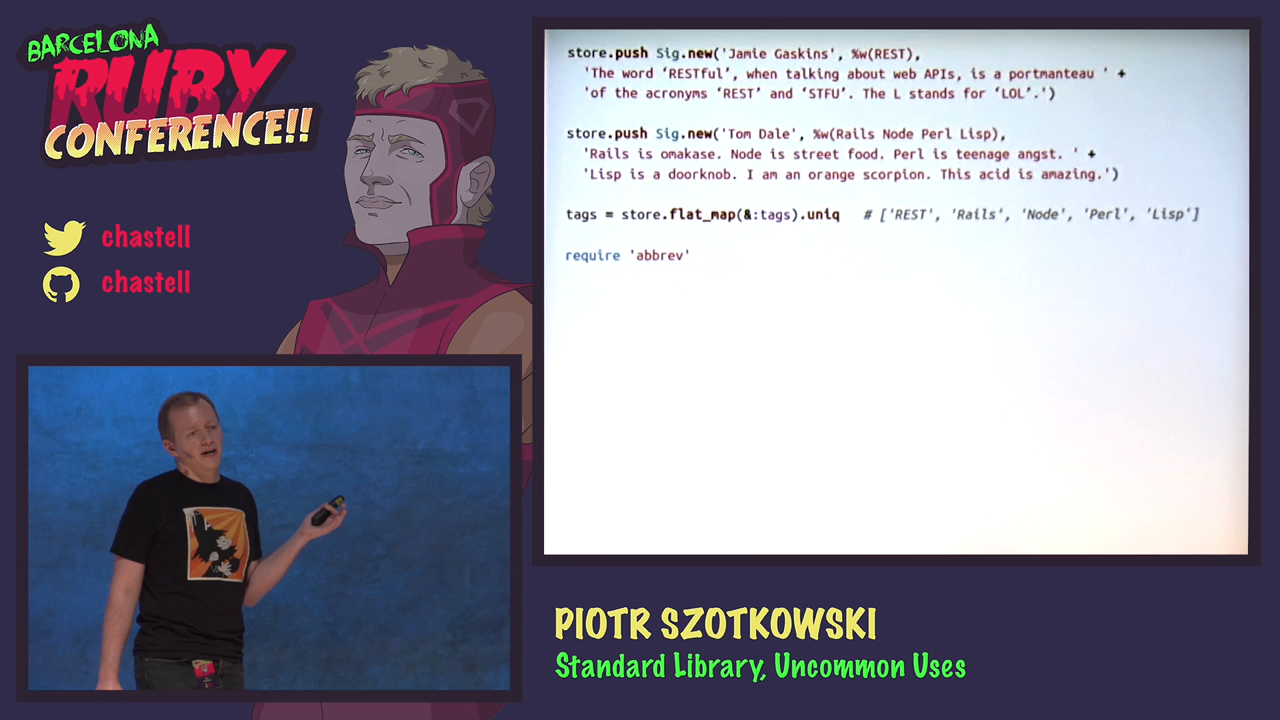 BARCELONA
RUBY
CONFERENCE!!
chastell
chastell
store.push Sig.new('Jamie Gaskins', %w(REST),
'The word ‘RESTful’, when talking about web APIs, is a portmanteau ' +
'of the acronyms ‘REST’ and ‘STFU’. The L stands for ‘LOL’.')
store.push Sig.new('Tom Dale', %w(Rails Node Perl Lisp),
'Rails is omakase. Node is street food. Perl is teenage angst. ' +
'Lisp is a doorknob. I am an orange scorpion. This acid is amazing.')
tags = store.flat_map(&:tags).uniq # ['REST', 'Rails', 'Node', 'Perl', 'Lisp']
require 'abbrev'
PIOTR SZOTKOWSKI
Standard Library, Uncommon Uses